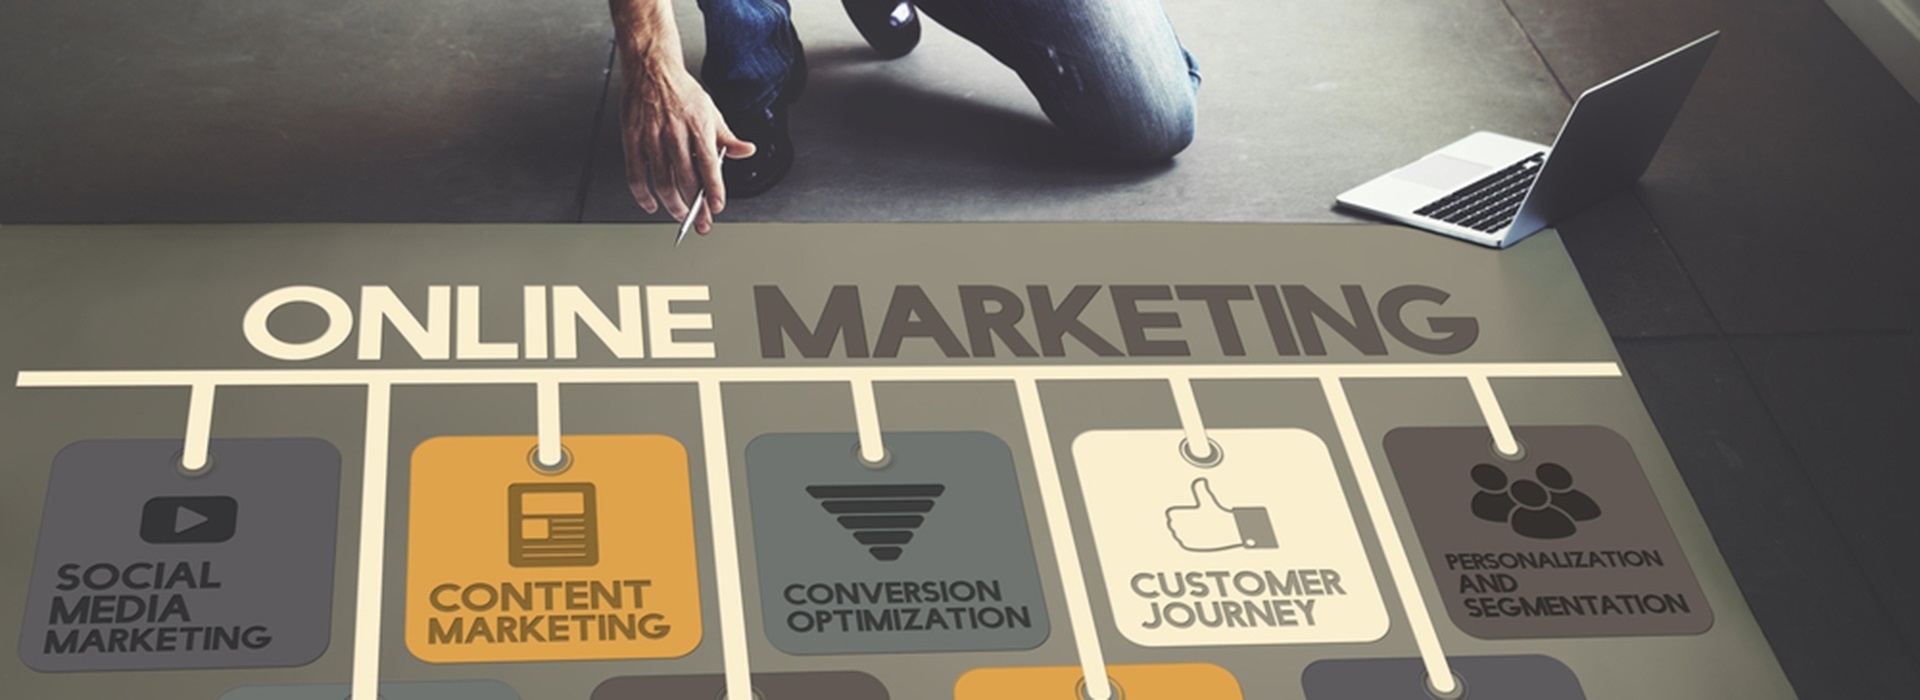 ONLINE MARKETING
SOCIAL
MEDIA
MARKETING
CONTENT
MARKETING
CONVERSION
OPTIMIZATION
CUSTOMER
JOURNEY
PERSONALIZATION
AND
SEGMENTATION